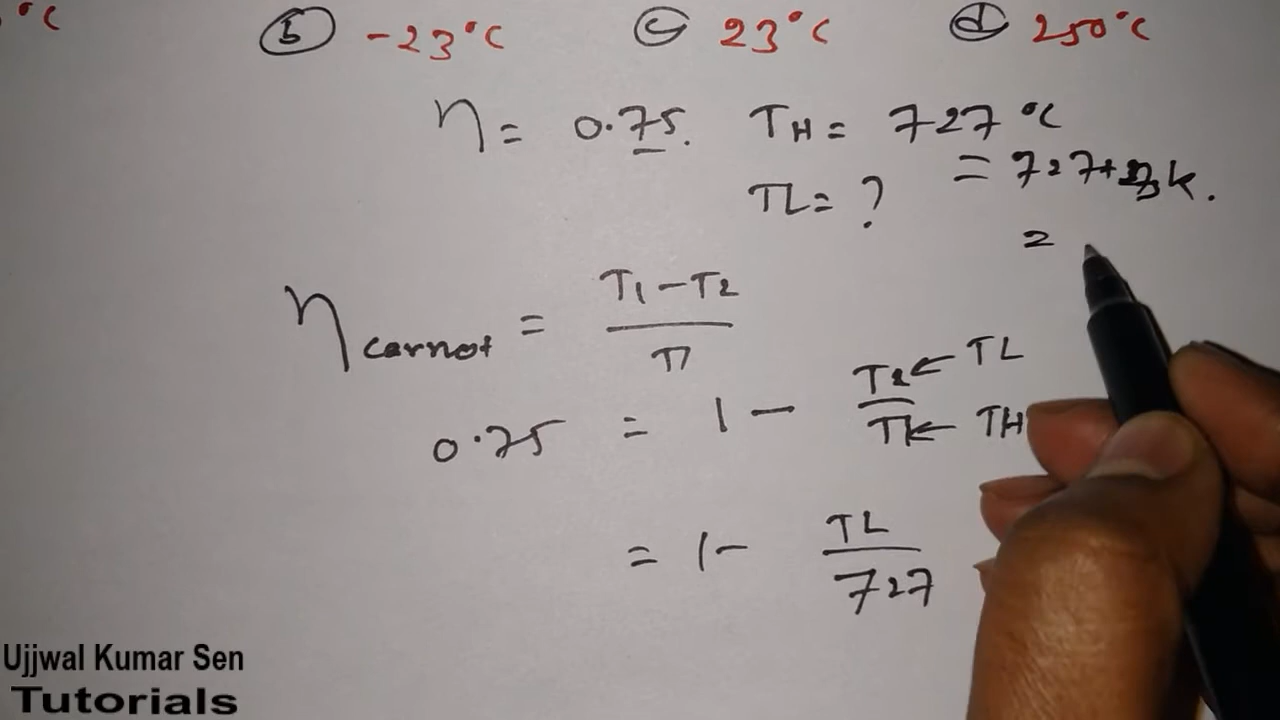 °C (b) -23°C (c) 23°C (d) 250°C
η = 0.75. TH = 727°C
= 727+273k.
TL = ?
=
ηcarnot = T1-T2 / T1
0.75 = 1 - T2 ← TL / T1 ← TH
= 1 - TL / 727
Ujjwal Kumar Sen
Tutorials